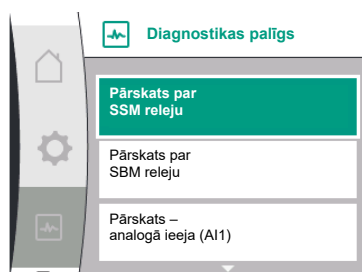 Diagnostikas palīgs
Pārskats par
SSM releju
Pārskats par
SBM releju
Pārskats –
analogā ieeja (AI1)